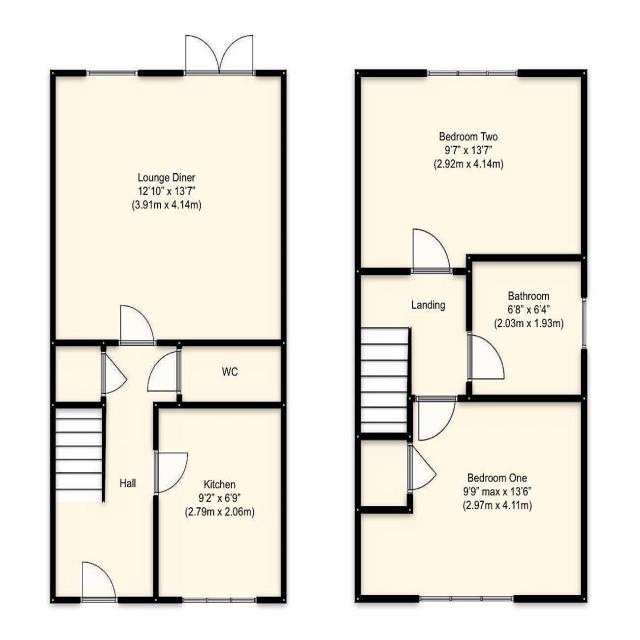 Lounge Diner
12'10" x 13'7"
(3.91m x 4.14m)
WC
Hall
Kitchen
9'2" x 6'9"
(2.79m x 2.06m)
Bedroom Two
9'7" x 13'7"
(2.92m x 4.14m)
Landing
Bathroom
6'8" x 6'4"
(2.03m x 1.93m)
Bedroom One
9'9" max x 13'6"
(2.97m x 4.11m)